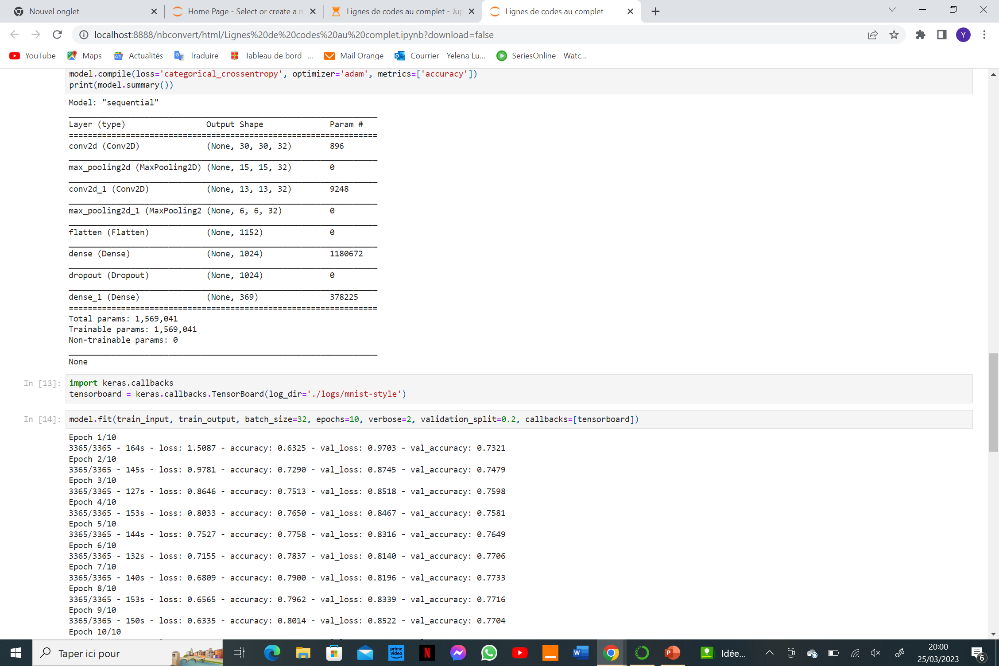 Nouvel onglet
Home Page - Select or create a n
Lignes de codes au complet - Jup
Lignes de codes au complet
localhost:8888/nbconvert/html/Lignes%20de%20codes%20au%20complet.ipynb?download=false
Y
YouTube
Maps
Actualités
Traduire
Tableau de bord -...
Mail Orange
Courrier - Yelena Lu...
SeriesOnline - Watc...
model.compile(loss='categorical_crossentropy', optimizer='adam', metrics=['accuracy'])
print(model.summary())
Model: "sequential"
_________________________________________________________________
Layer (type)                 Output Shape              Param #
=================================================================
conv2d (Conv2D)              (None, 30, 30, 32)        896
_________________________________________________________________
max_pooling2d (MaxPooling2D) (None, 15, 15, 32)        0
_________________________________________________________________
conv2d_1 (Conv2D)            (None, 13, 13, 32)        9248
_________________________________________________________________
max_pooling2d_1 (MaxPooling2 (None, 6, 6, 32)          0
_________________________________________________________________
flatten (Flatten)            (None, 1152)              0
_________________________________________________________________
dense (Dense)                (None, 1024)              1180672
_________________________________________________________________
dropout (Dropout)            (None, 1024)              0
_________________________________________________________________
dense_1 (Dense)              (None, 369)               378225
=================================================================
Total params: 1,569,041
Trainable params: 1,569,041
Non-trainable params: 0
_________________________________________________________________
None
In [13]: import keras.callbacks
tensorboard = keras.callbacks.TensorBoard(log_dir='./logs/mnist-style')
In [14]: model.fit(train_input, train_output, batch_size=32, epochs=10, verbose=2, validation_split=0.2, callbacks=[tensorboard])
Epoch 1/10
3365/3365 - 164s - loss: 1.5087 - accuracy: 0.6325 - val_loss: 0.9703 - val_accuracy: 0.7321
Epoch 2/10
3365/3365 - 145s - loss: 0.9781 - accuracy: 0.7290 - val_loss: 0.8745 - val_accuracy: 0.7479
Epoch 3/10
3365/3365 - 127s - loss: 0.8646 - accuracy: 0.7513 - val_loss: 0.8518 - val_accuracy: 0.7598
Epoch 4/10
3365/3365 - 153s - loss: 0.8033 - accuracy: 0.7650 - val_loss: 0.8467 - val_accuracy: 0.7581
Epoch 5/10
3365/3365 - 144s - loss: 0.7527 - accuracy: 0.7758 - val_loss: 0.8316 - val_accuracy: 0.7649
Epoch 6/10
3365/3365 - 132s - loss: 0.7155 - accuracy: 0.7837 - val_loss: 0.8140 - val_accuracy: 0.7706
Epoch 7/10
3365/3365 - 140s - loss: 0.6809 - accuracy: 0.7900 - val_loss: 0.8196 - val_accuracy: 0.7733
Epoch 8/10
3365/3365 - 153s - loss: 0.6565 - accuracy: 0.7962 - val_loss: 0.8339 - val_accuracy: 0.7716
Epoch 9/10
3365/3365 - 150s - loss: 0.6335 - accuracy: 0.8014 - val_loss: 0.8522 - val_accuracy: 0.7704
Epoch 10/10
Taper ici pour
prime video
N
W
P
Idée...
20:00
25/03/2023
6